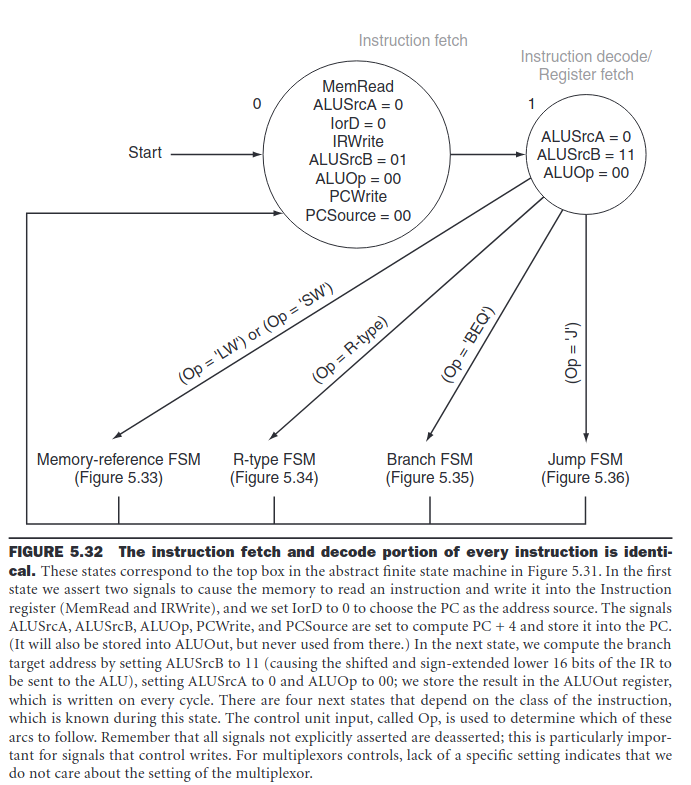 Instruction fetch
Instruction decode/
Register fetch
0
MemRead
ALUSrcA = 0
IorD = 0
IRWrite
ALUSrcB = 01
ALUOp = 00
PCWrite
PCSource = 00
1
ALUSrcA = 0
ALUSrcB = 11
ALUOp = 00
Start
(Op = 'LW') or (Op = 'SW')
(Op = R-type)
(Op = 'BEQ')
(Op = 'J')
Memory-reference FSM
(Figure 5.33)
R-type FSM
(Figure 5.34)
Branch FSM
(Figure 5.35)
Jump FSM
(Figure 5.36)
FIGURE 5.32 The instruction fetch and decode portion of every instruction is identi-
cal. These states correspond to the top box in the abstract finite state machine in Figure 5.31. In the first
state we assert two signals to cause the memory to read an instruction and write it into the Instruction
register (MemRead and IRWrite), and we set IorD to 0 to choose the PC as the address source. The signals
ALUSrcA, ALUSrcB, ALUOp, PCWrite, and PCSource are set to compute PC + 4 and store it into the PC.
(It will also be stored into ALUOut, but never used from there.) In the next state, we compute the branch
target address by setting ALUSrcB to 11 (causing the shifted and sign-extended lower 16 bits of the IR to
be sent to the ALU), setting ALUSrcA to 0 and ALUOp to 00; we store the result in the ALUOut register,
which is written on every cycle. There are four next states that depend on the class of the instruction,
which is known during this state. The control unit input, called Op, is used to determine which of these
arcs to follow. Remember that all signals not explicitly asserted are deasserted; this is particularly impor-
tant for signals that control writes. For multiplexors controls, lack of a specific setting indicates that we
do not care about the setting of the multiplexor.